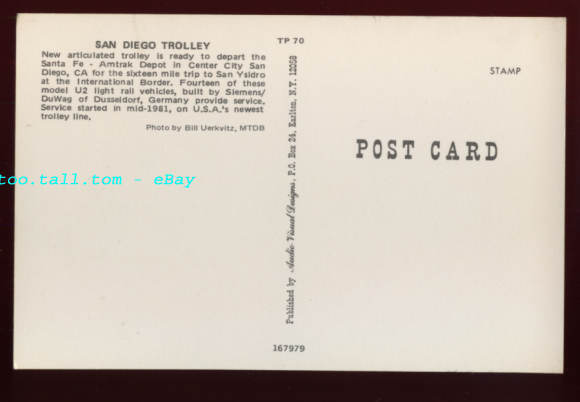 SAN DIEGO TROLLEY
New articulated trolley is ready to depart the
Santa Fe - Amtrak Depot in Center City San
Diego, CA for the sixteen mile trip to San Ysidro
at the International Border. Fourteen of these
model U2 light rail vehicles, built by Siemens/
DuWag of Dusseldorf, Germany provide service.
Service started in mid-1981, on U.S.A.'s newest
trolley line.
Photo by Bill Uerkvitz, MTDB
too.tall.tom - eBay
TP 70
Published by Audio-Visual Designs, P.O. Box 24, Earlton, N.Y. 12058
167979
STAMP
POST CARD